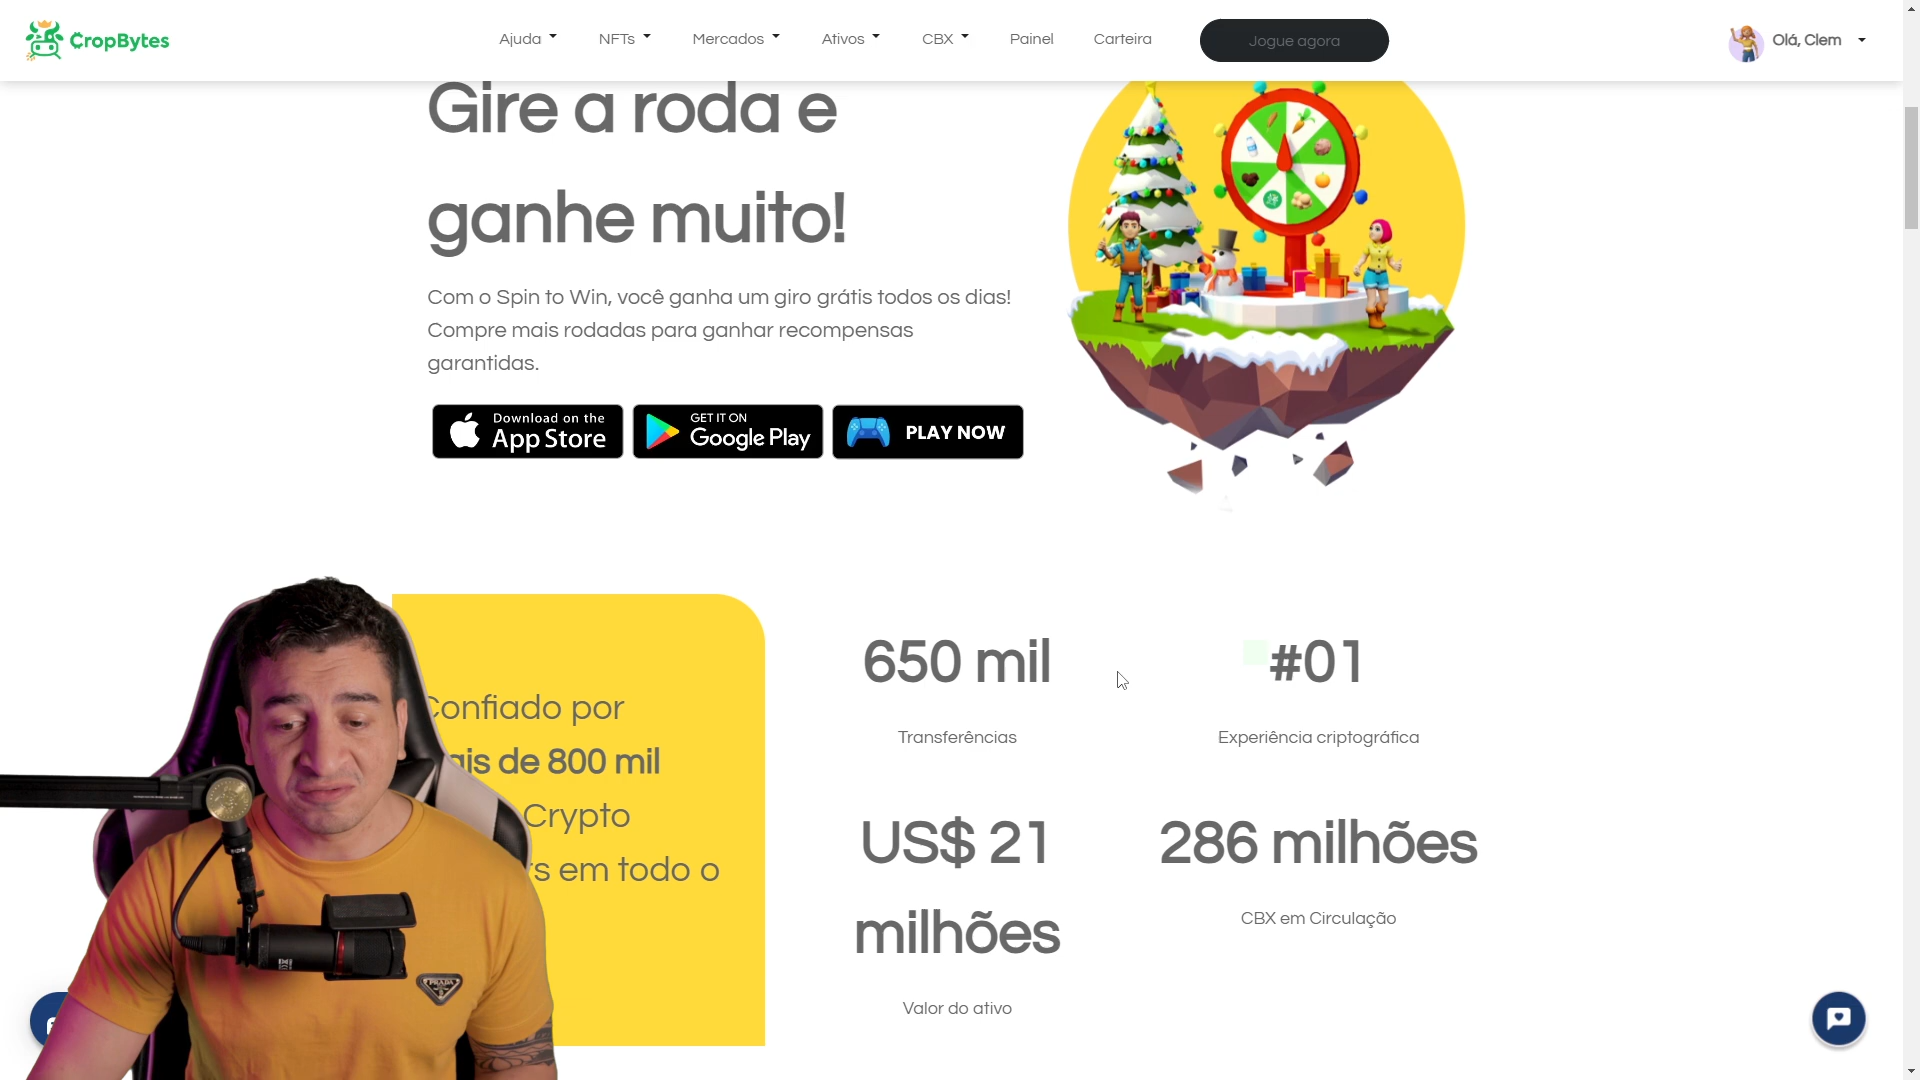 CropBytes
Ajuda
NFTs
Mercados
Ativos
CBX
Painel
Carteira
Jogue agora
Olá, Clem
Gire a roda e
ganhe muito!
Com o Spin to Win, você ganha um giro grátis todos os dias!
Compre mais rodadas para ganhar recompensas
garantidas.
Download on the
App Store
GET IT ON
Google Play
PLAY NOW
Confiado por
de 800 mil
Crypto
em todo o
650 mil
Transferências
#01
Experiência criptográfica
US$ 21
milhões
Valor do ativo
286 milhões
CBX em Circulação
PRADA